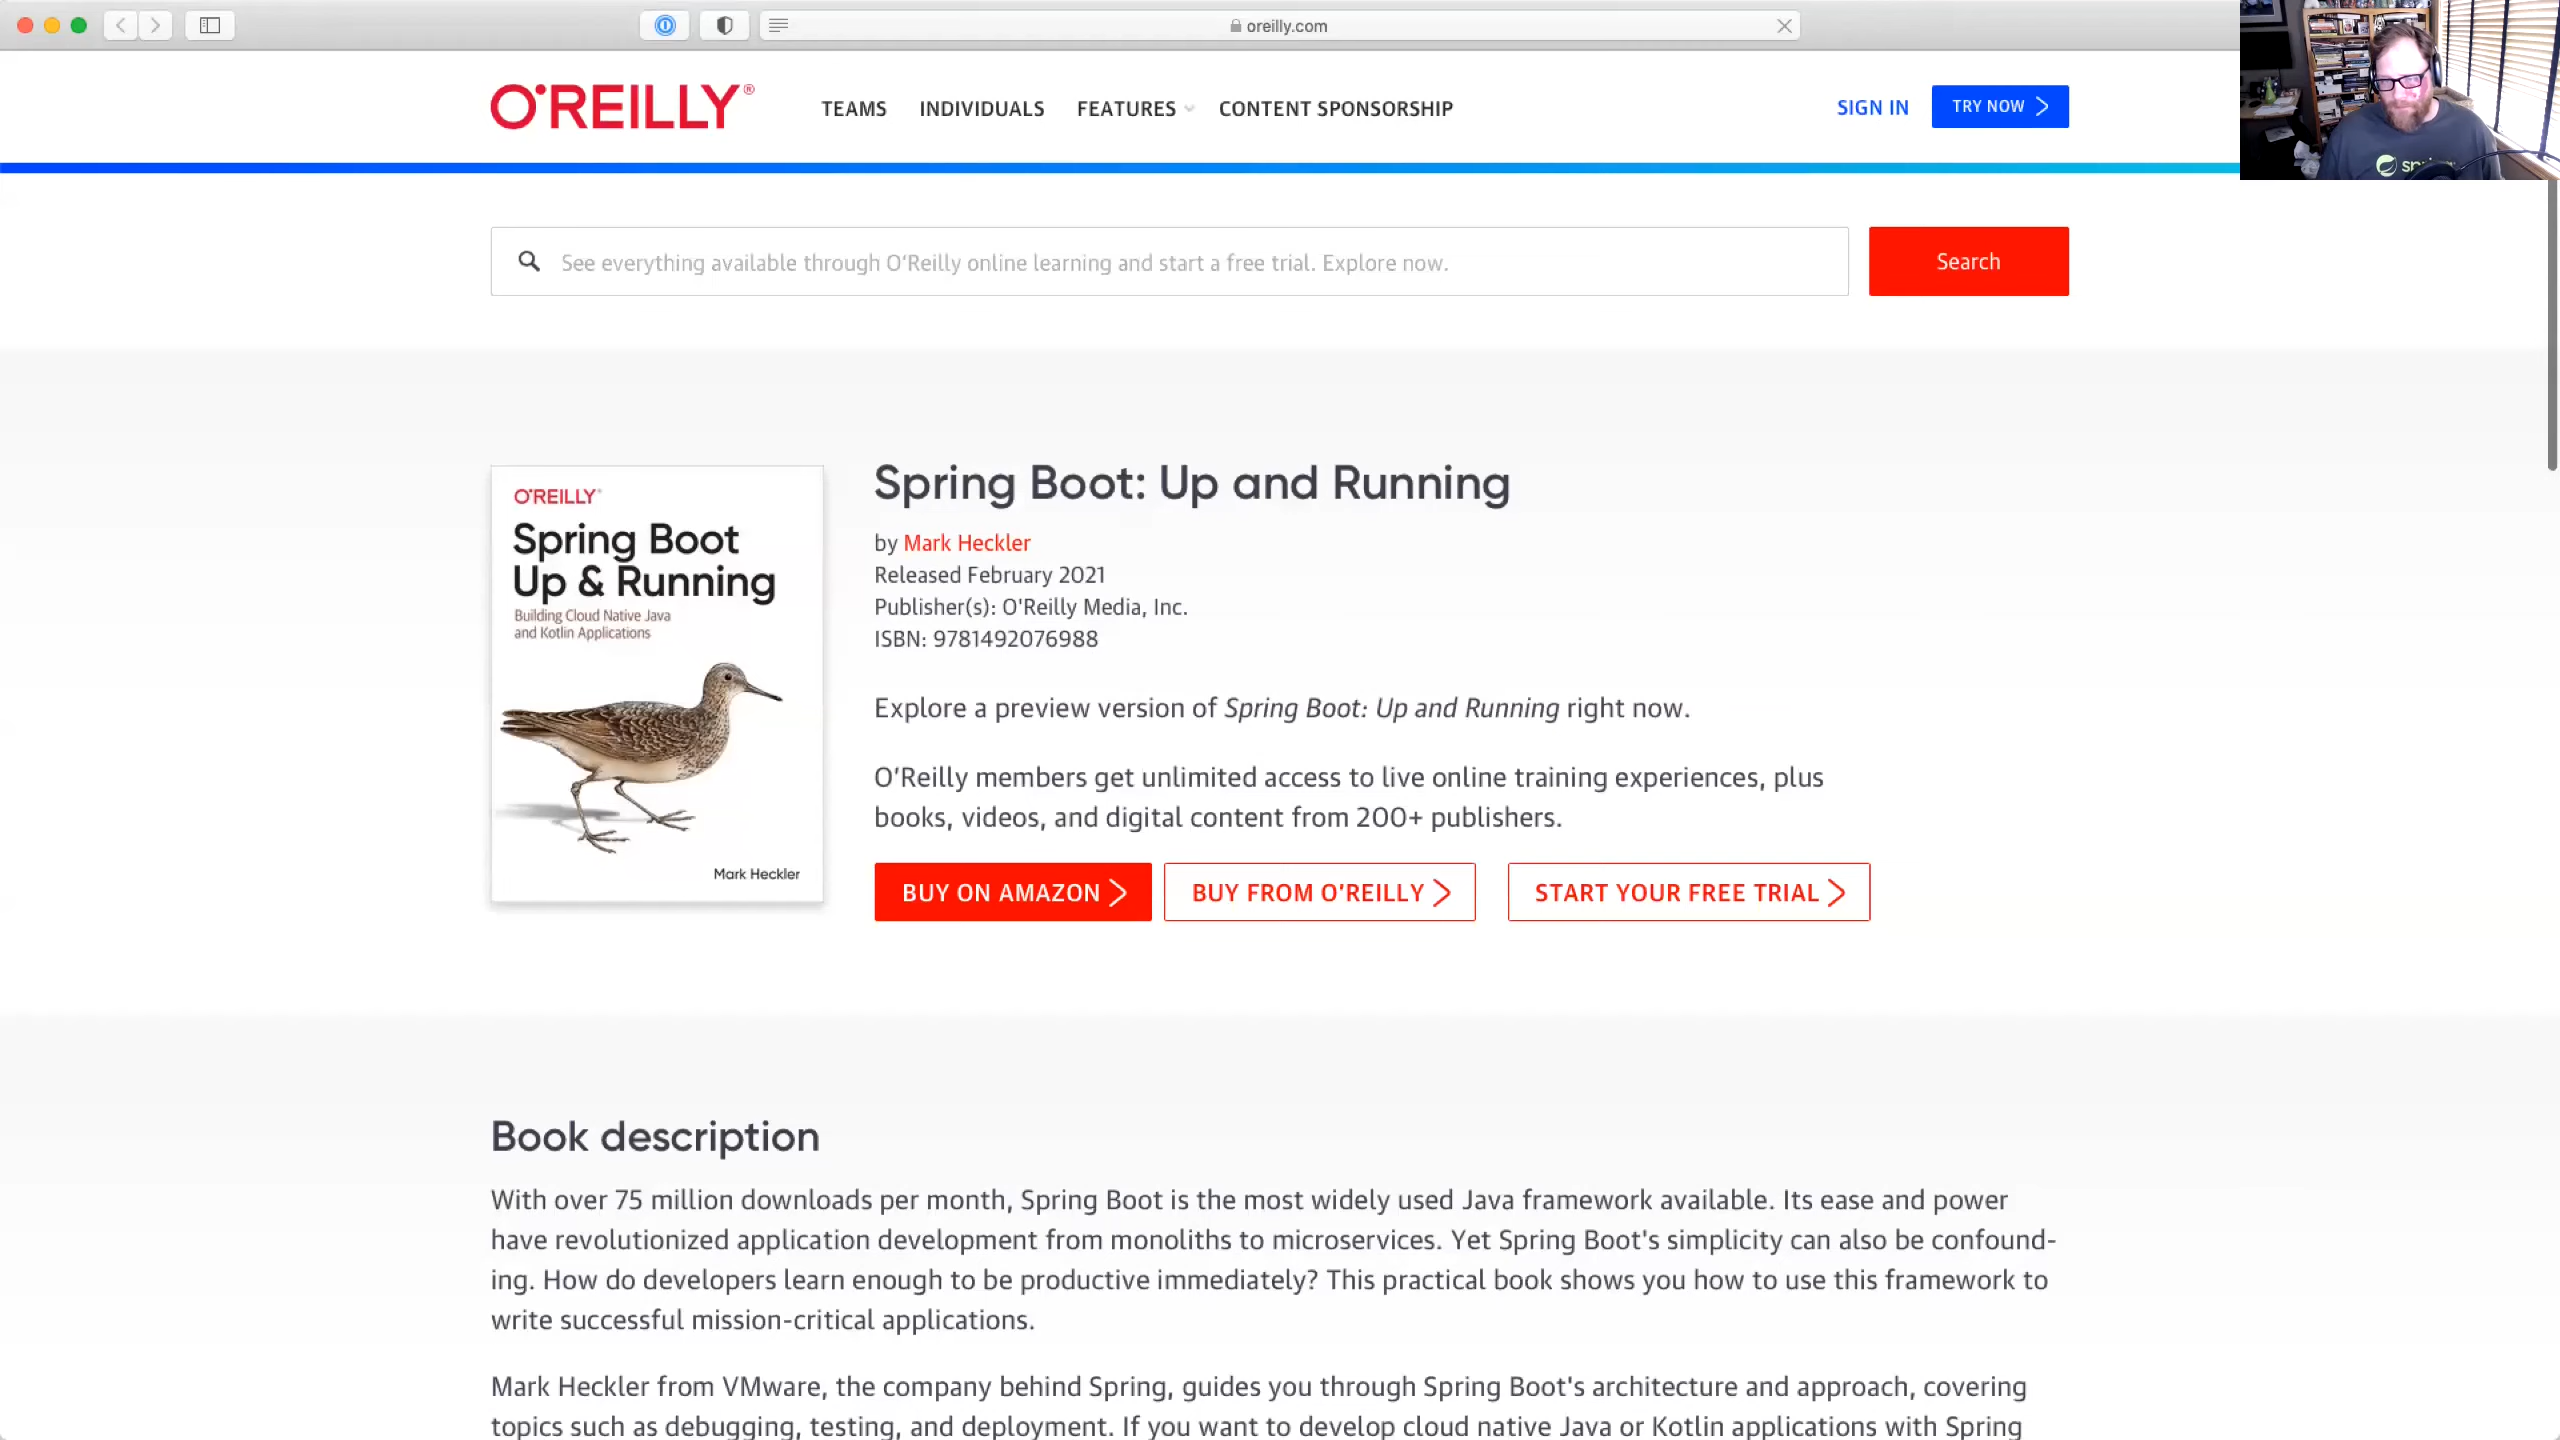 oreilly.com
O'REILLY®
TEAMS INDIVIDUALS FEATURES CONTENT SPONSORSHIP
SIGN IN TRY NOW
See everything available through O'Reilly online learning and start a free trial. Explore now.
Search
O'REILLY®
Spring Boot
Up & Running
Building Cloud Native Java
and Kotlin Applications
Mark Heckler
Spring Boot: Up and Running
by Mark Heckler
Released February 2021
Publisher(s): O'Reilly Media, Inc.
ISBN: 9781492076988
Explore a preview version of Spring Boot: Up and Running right now.
O'Reilly members get unlimited access to live online training experiences, plus
books, videos, and digital content from 200+ publishers.
BUY ON AMAZON BUY FROM O'REILLY START YOUR FREE TRIAL
Book description
With over 75 million downloads per month, Spring Boot is the most widely used Java framework available. Its ease and power
have revolutionized application development from monoliths to microservices. Yet Spring Boot's simplicity can also be confound-
ing. How do developers learn enough to be productive immediately? This practical book shows you how to use this framework to
write successful mission-critical applications.
Mark Heckler from VMware, the company behind Spring, guides you through Spring Boot's architecture and approach, covering
topics such as debugging, testing, and deployment. If you want to develop cloud native Java or Kotlin applications with Spring